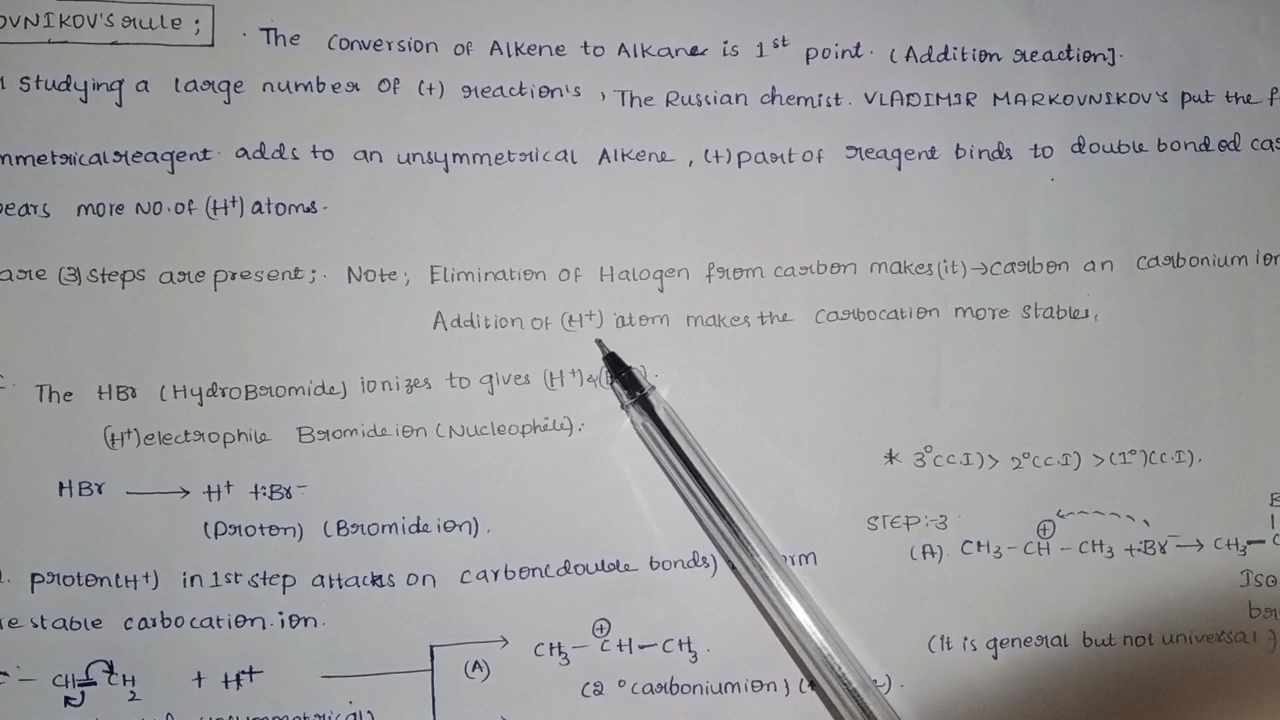 OVNIKOV'S rule;
The conversion of Alkene to Alkanes is 1st point. (Addition reaction].
Studying a large number of (+) reaction's, The Russian chemist. VLADIMIR MARKOVNIKOV'S put the
mmetrical reagent. adds to an unsymmetrical Alkene, (+) part of reagent binds to double bonded
bears more NO. of (H+) atoms.
are (3) steps are present;. Note; Elimination of Halogen from carbon makes (it) → carbon an carbonium ion
Addition of (H+) atom makes the carbocation more stables.
The HBr (HydroBromide) ionizes to gives (H+) &
(H+) electrophile Bromide ion (Nucleophile).
* 3°(C.I) > 2°(C.I) > (1°)(C.I).
HBr ⟶ H+ + :Br-
(proton) (Bromide ion).
STEP:-3
(A). CH3 - CH⊕ - CH3 + :Br- → CH3 - C
proton (H+) in 1st step attacks on carbon (double bonds)
stable carbocation. ion.
Iso
(It is general but not universal)
CH = CH2 + H+
(A) CH3 - CH⊕ - CH3.
(2° carbonium ion)